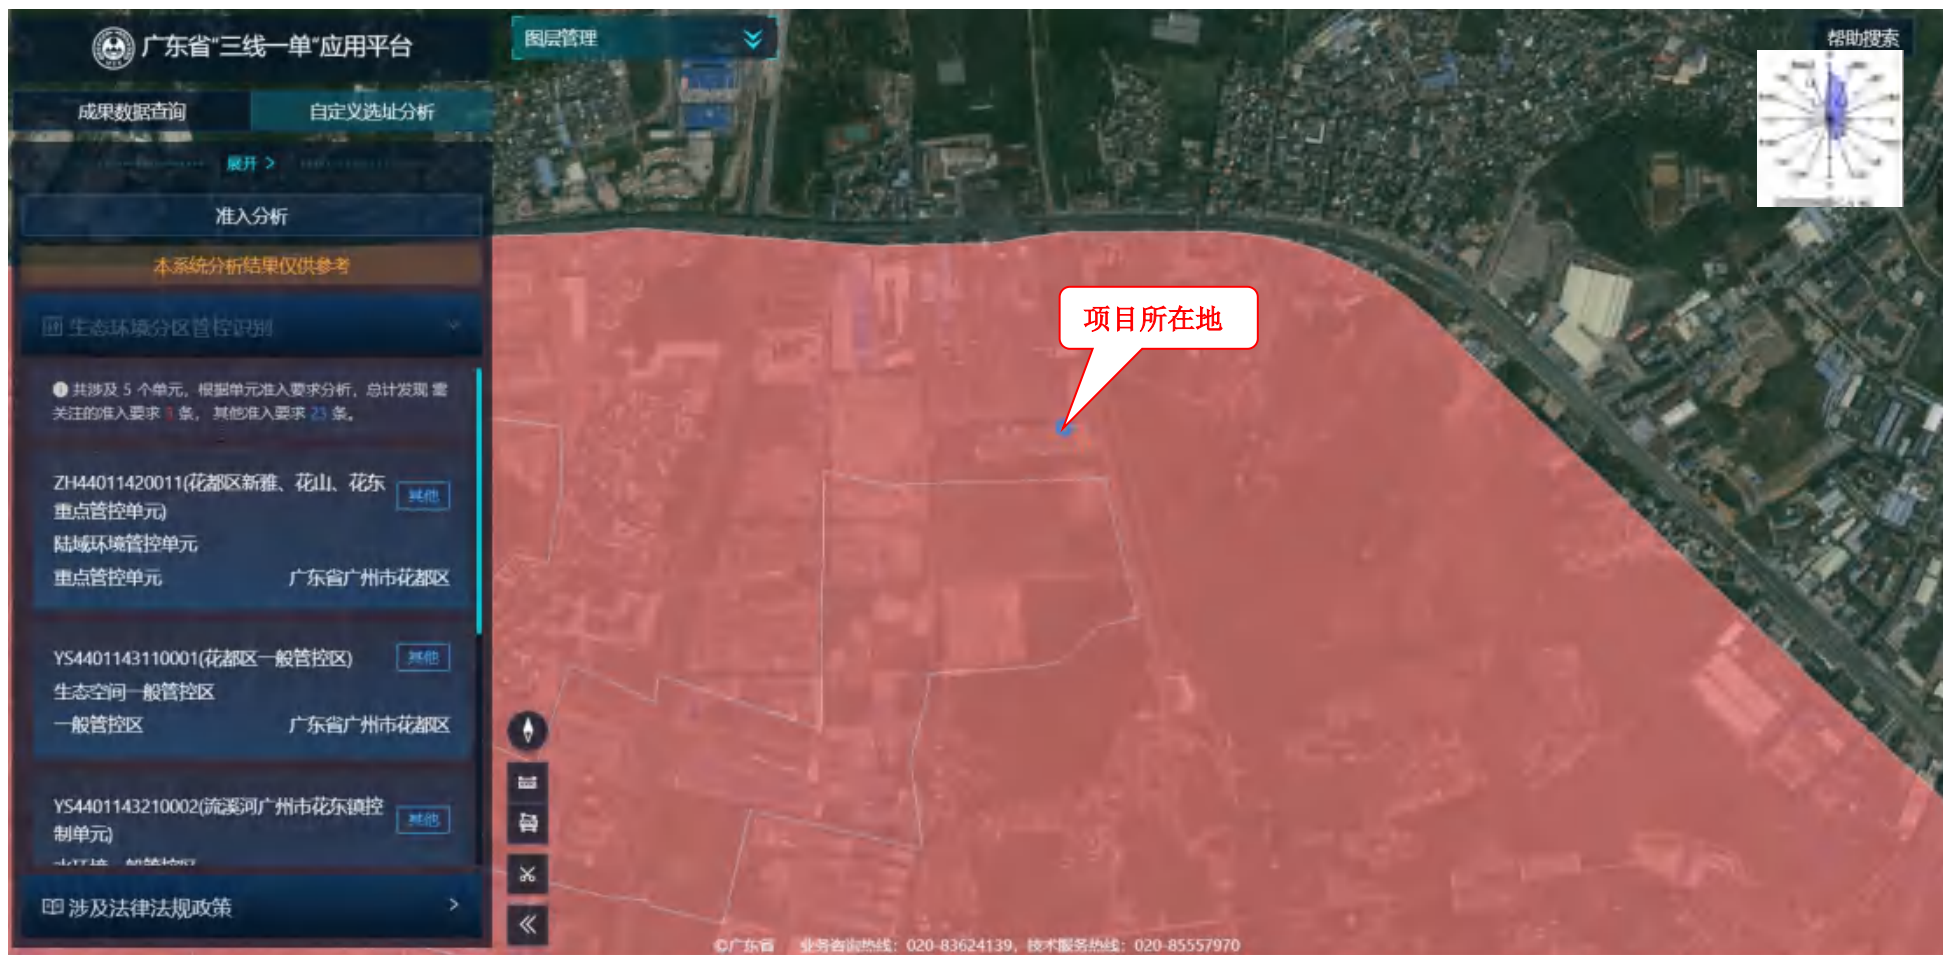 广东省“三线一单”应用平台
成果数据查询
自定义选址分析
展开 >
准入分析
本系统分析结果仅供参考
生态环境分区管控识别
共涉及 5 个单元，根据单元准入要求分析，总计发现 需
关注的准入要求 条，其他准入要求 23 条。
ZH44011420011(花都区新雅、花山、花东
重点管控单元)
其他
陆域环境管控单元
重点管控单元
广东省广州市花都区
YS4401143110001(花都区一般管控区)
其他
生态空间一般管控区
一般管控区
广东省广州市花都区
YS4401143210002(流溪河广州市花东镇控
制单元)
其他
水环境一般管控区
涉及法律法规政策
图层管理
帮助搜索
项目所在地
©广东省 业务咨询热线：020-83624139，技术服务热线：020-85557970